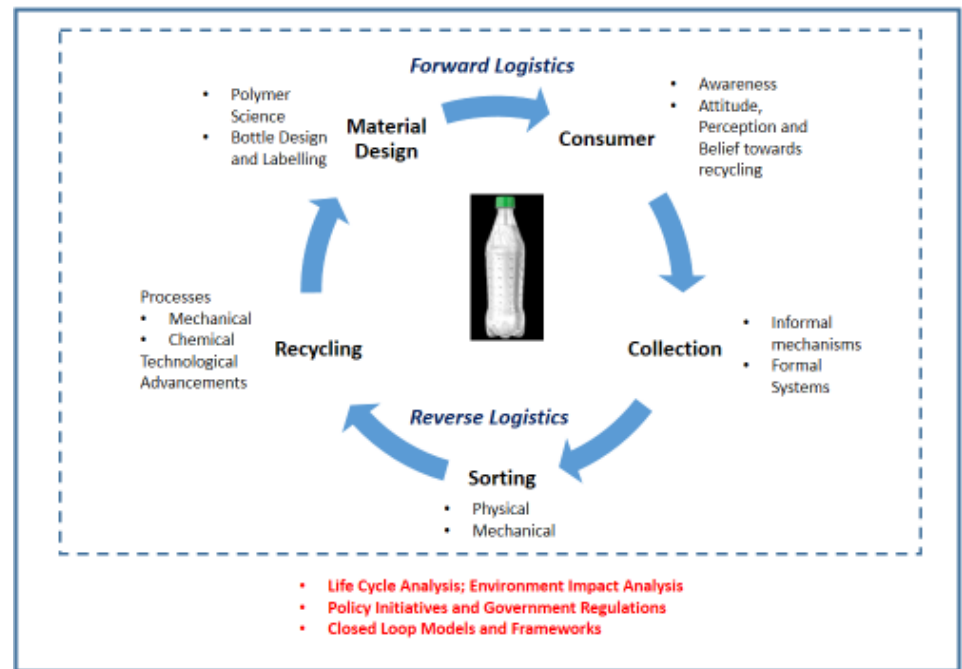 Forward Logistics
• Polymer
Science
• Bottle Design
and Labelling
Material
Design
Consumer
• Awareness
• Attitude,
Perception and
Belief towards
recycling
Processes
• Mechanical
• Chemical
Technological
Advancements
Recycling
Collection
• Informal
mechanisms
• Formal
Systems
Reverse Logistics
Sorting
• Physical
• Mechanical
• Life Cycle Analysis; Environment Impact Analysis
• Policy Initiatives and Government Regulations
• Closed Loop Models and Frameworks